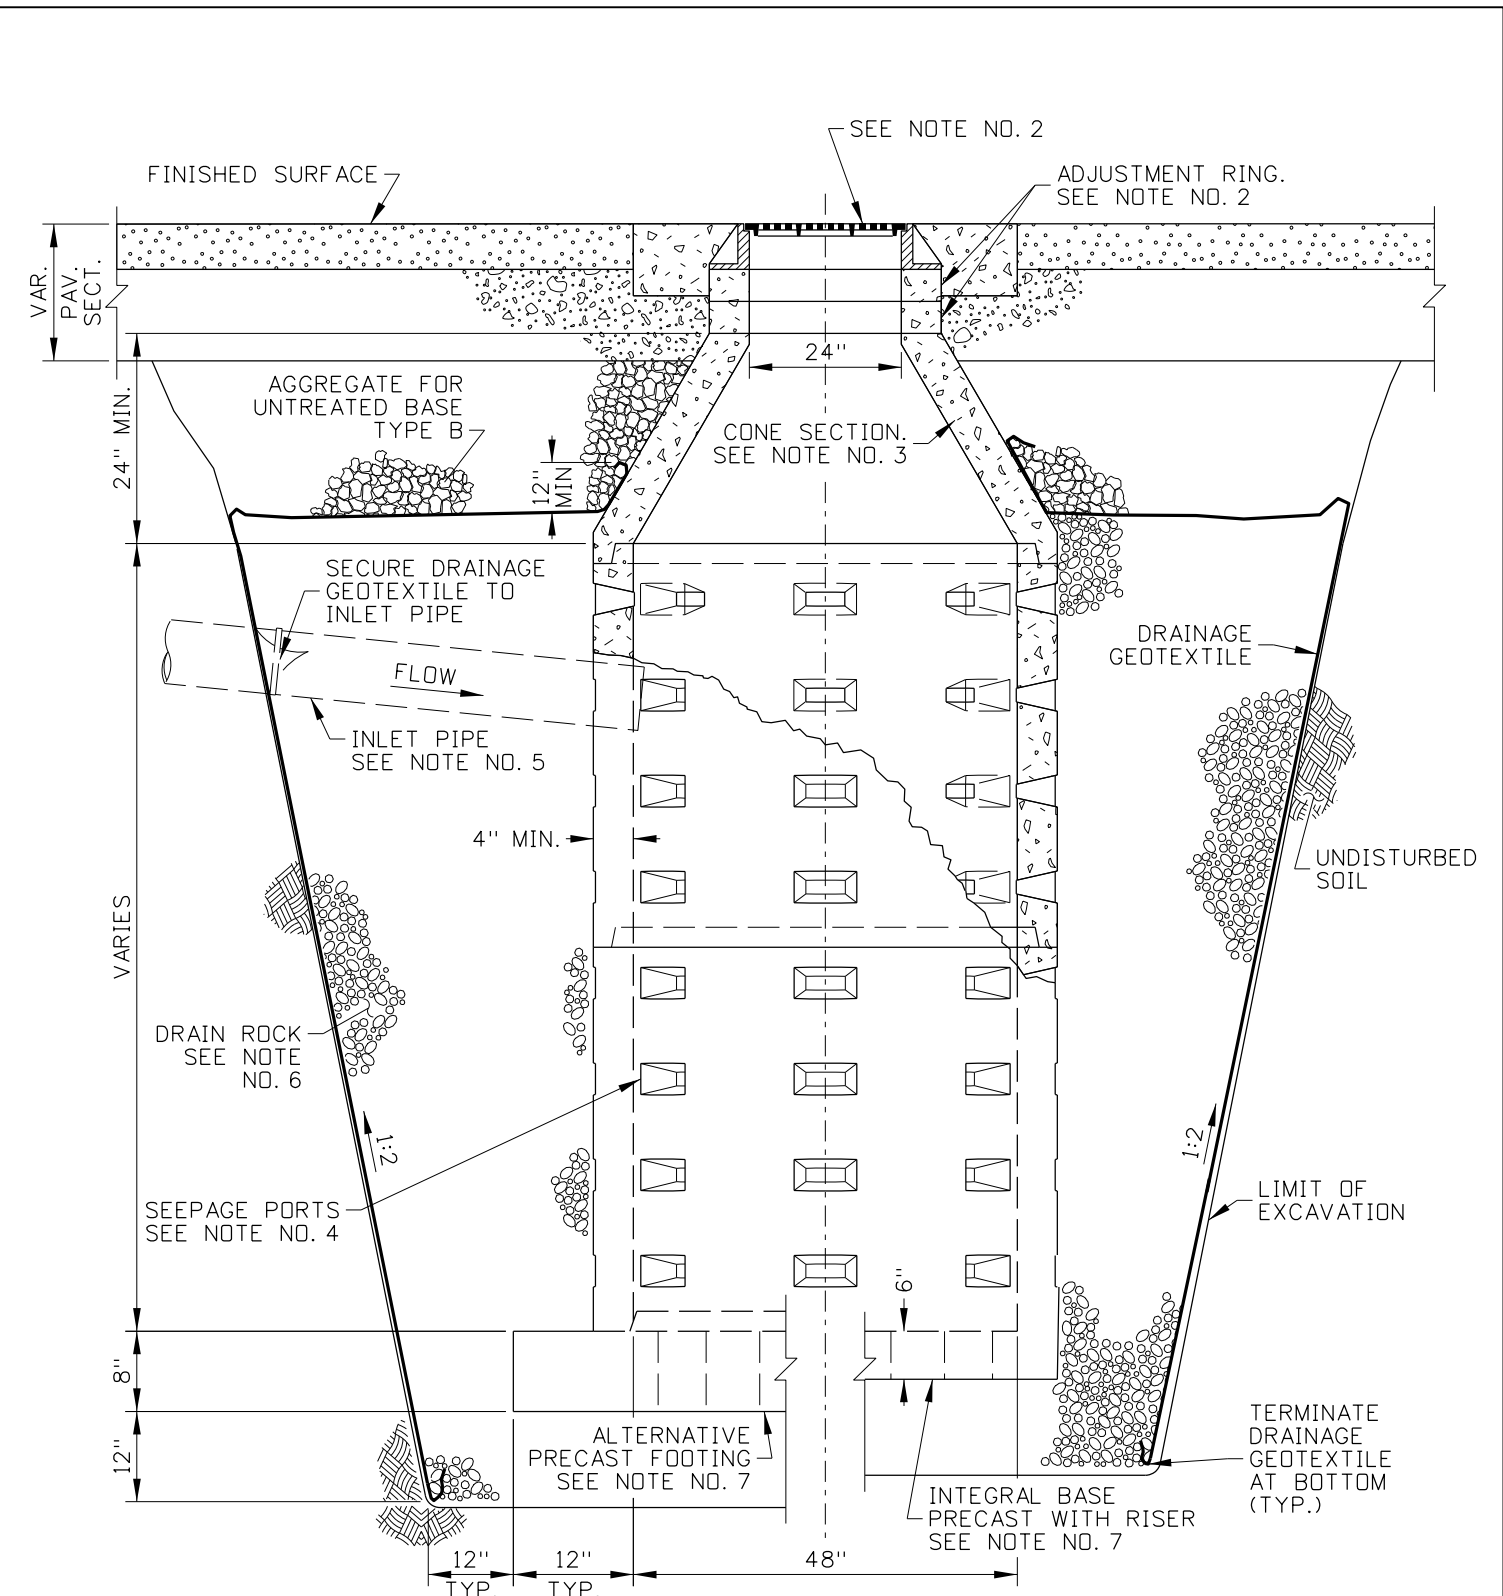 SEE NOTE NO. 2
FINISHED SURFACE
ADJUSTMENT RING.
SEE NOTE NO. 2
VAR.
PAV.
SECT.
24"
24" MIN.
AGGREGATE FOR
UNTREATED BASE
TYPE B
12"
MIN
CONE SECTION.
SEE NOTE NO. 3
SECURE DRAINAGE
GEOTEXTILE TO
INLET PIPE
FLOW
DRAINAGE
GEOTEXTILE
INLET PIPE
SEE NOTE NO. 5
4" MIN.
UNDISTURBED
SOIL
VARIES
DRAIN ROCK
SEE NOTE
NO. 6
1:2
1:2
SEEPAGE PORTS
SEE NOTE NO. 4
LIMIT OF
EXCAVATION
6"
8"
12"
ALTERNATIVE
PRECAST FOOTING
SEE NOTE NO. 7
TERMINATE
DRAINAGE
GEOTEXTILE
AT BOTTOM
(TYP.)
INTEGRAL BASE
PRECAST WITH RISER
SEE NOTE NO. 7
12"
TYP.
12"
TYP.
48"